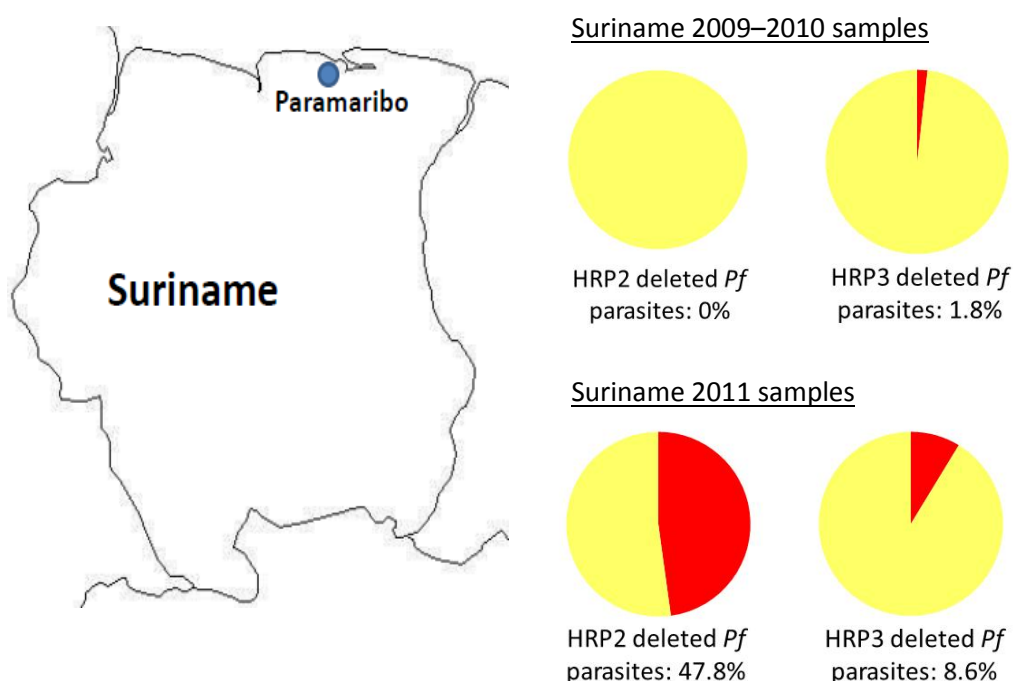 Paramaribo
Suriname
Suriname 2009–2010 samples
HRP2 deleted Pf
parasites: 0%
HRP3 deleted Pf
parasites: 1.8%
Suriname 2011 samples
HRP2 deleted Pf
parasites: 47.8%
HRP3 deleted Pf
parasites: 8.6%